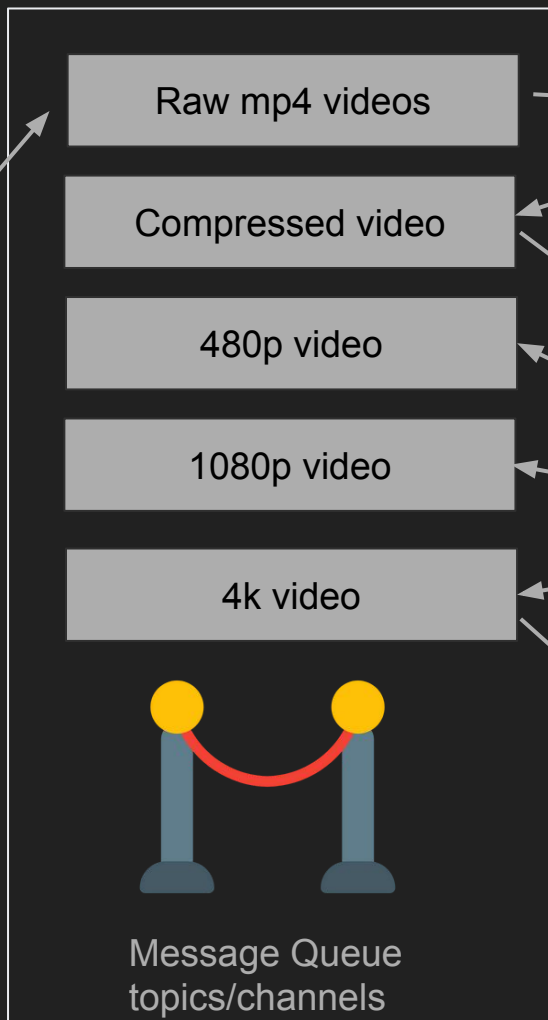 Raw mp4 videos
Compressed video
480p video
1080p video
4k video
Message Queue
topics/channels